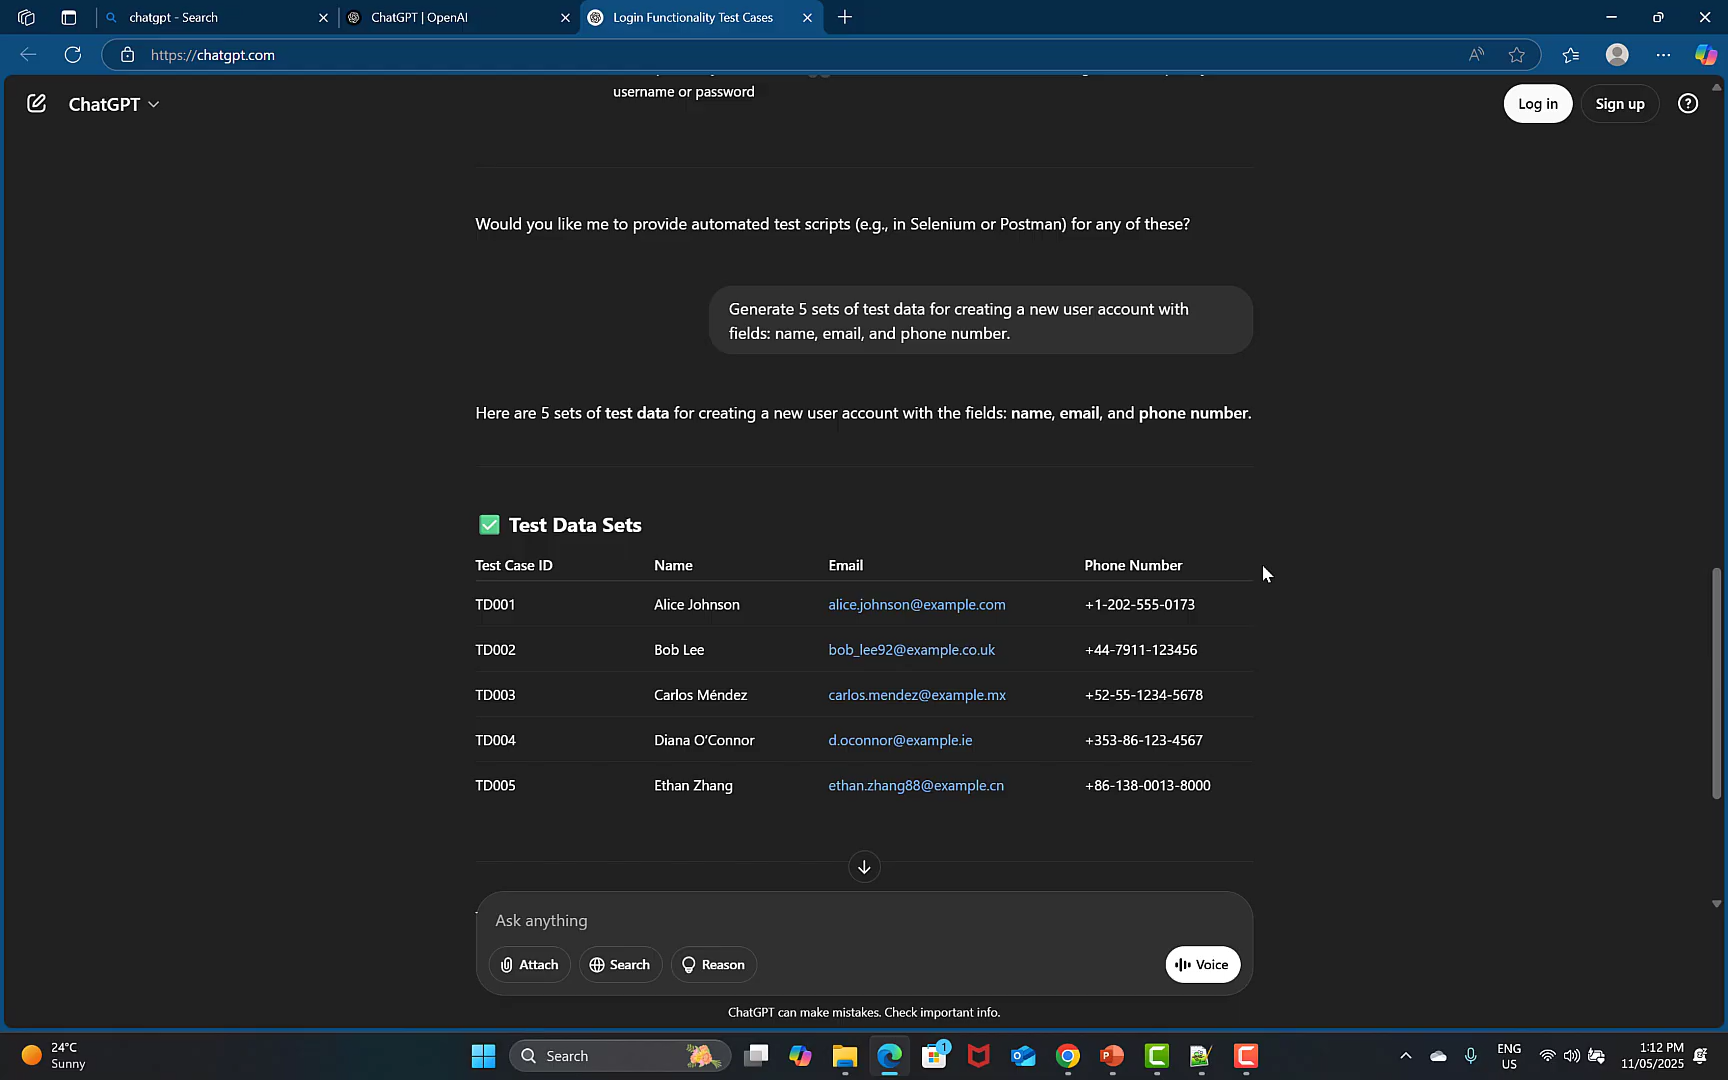 chatgpt - Search
ChatGPT | OpenAI
Login Functionality Test Cases
https://chatgpt.com
ChatGPT
Log in
Sign up
username or password
Would you like me to provide automated test scripts (e.g., in Selenium or Postman) for any of these?
Generate 5 sets of test data for creating a new user account with
fields: name, email, and phone number.
Here are 5 sets of test data for creating a new user account with the fields: name, email, and phone number.
✅ Test Data Sets
Test Case ID Name Email Phone Number
TD001 Alice Johnson alice.johnson@example.com +1-202-555-0173
TD002 Bob Lee bob_lee92@example.co.uk +44-7911-123456
TD003 Carlos Méndez carlos.mendez@example.mx +52-55-1234-5678
TD004 Diana O’Connor d.oconnor@example.ie +353-86-123-4567
TD005 Ethan Zhang ethan.zhang88@example.cn +86-138-0013-8000
Ask anything
Attach
Search
Reason
Voice
ChatGPT can make mistakes. Check important info.
24°C
Sunny
Search
1
ENG
US
1:12 PM
11/05/2025